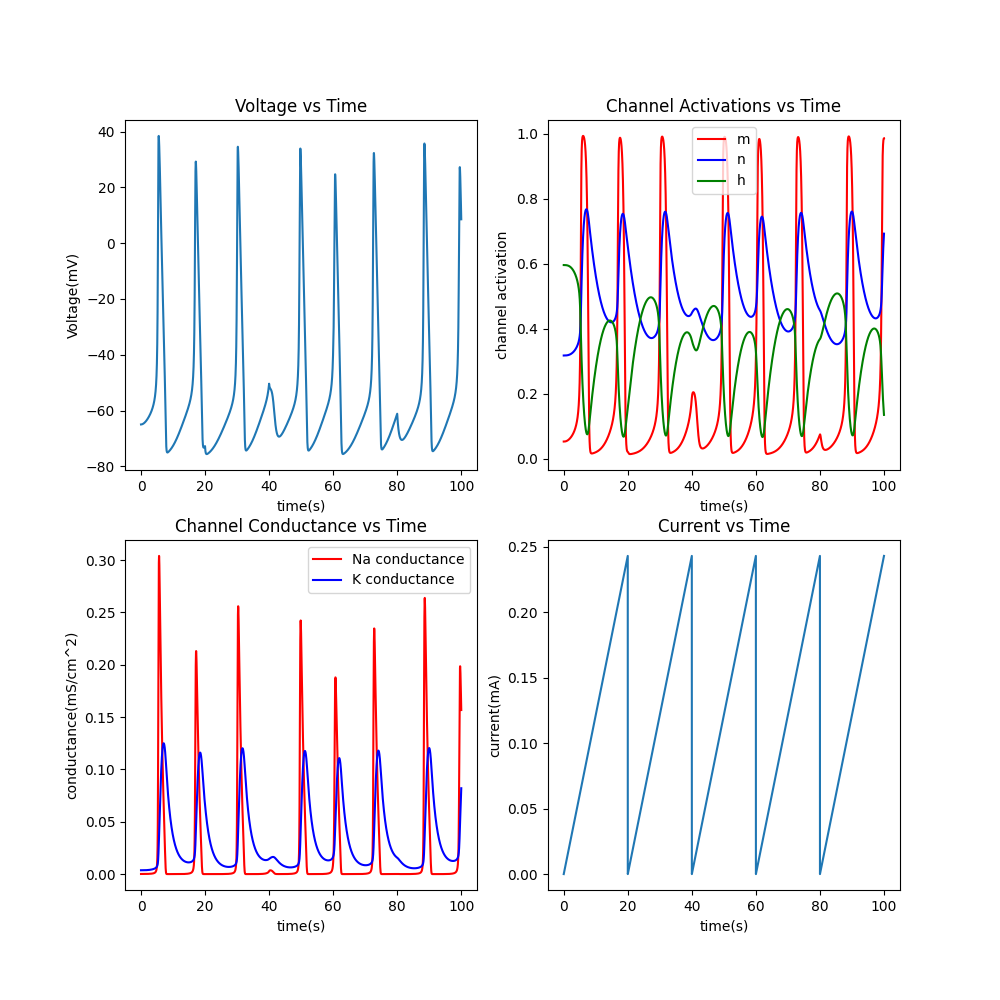 Voltage vs Time
40
20
0
−20
−40
−60
−80
Voltage(mV)
0 20 40 60 80 100
time(s)
Channel Activations vs Time
1.0
0.8
0.6
0.4
0.2
0.0
channel activation
m
n
h
0 20 40 60 80 100
time(s)
Channel Conductance vs Time
0.30
0.25
0.20
0.15
0.10
0.05
0.00
conductance(mS/cm^2)
Na conductance
K conductance
0 20 40 60 80 100
time(s)
Current vs Time
0.25
0.20
0.15
0.10
0.05
0.00
current(mA)
0 20 40 60 80 100
time(s)